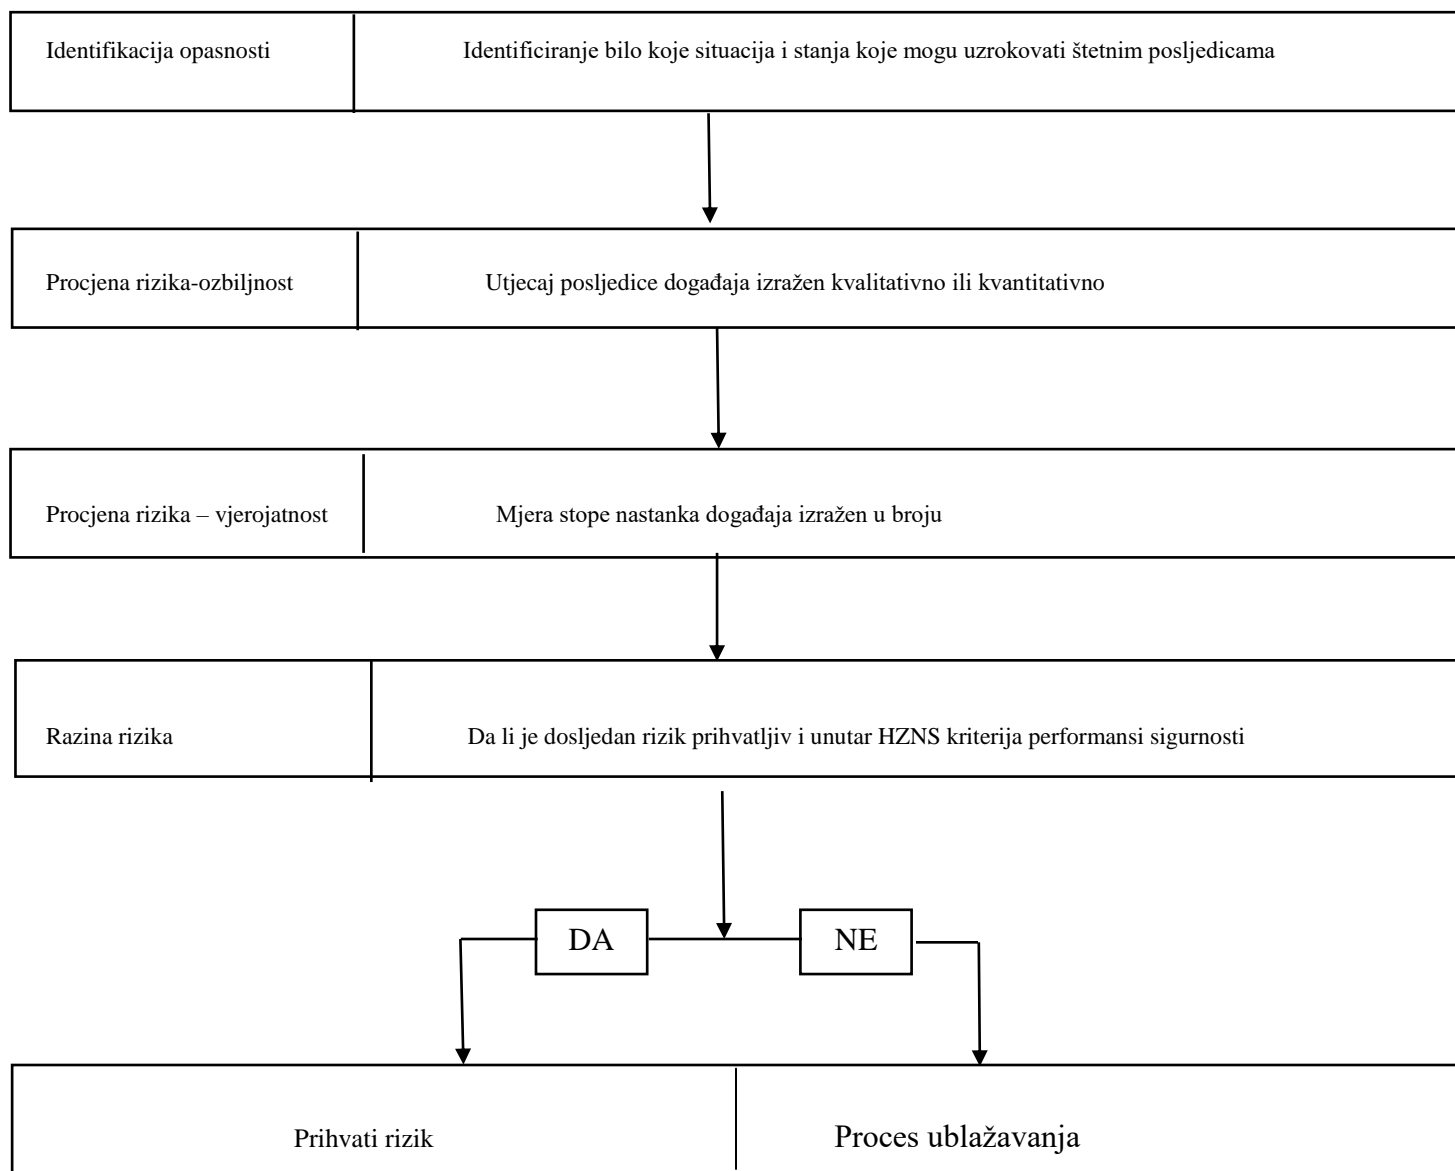 Identifikacija opasnosti
Identificiranje bilo koje situacija i stanja koje mogu uzrokovati štetnim posljedicama
Procjena rizika-ozbiljnost
Utjecaj posljedice događaja izražen kvalitativno ili kvantitativno
Procjena rizika – vjerojatnost
Mjera stope nastanka događaja izražen u broju
Razina rizika
Da li je dosljedan rizik prihvatljiv i unutar HZNS kriterija performansi sigurnosti
DA
NE
Prihvati rizik
Proces ublažavanja